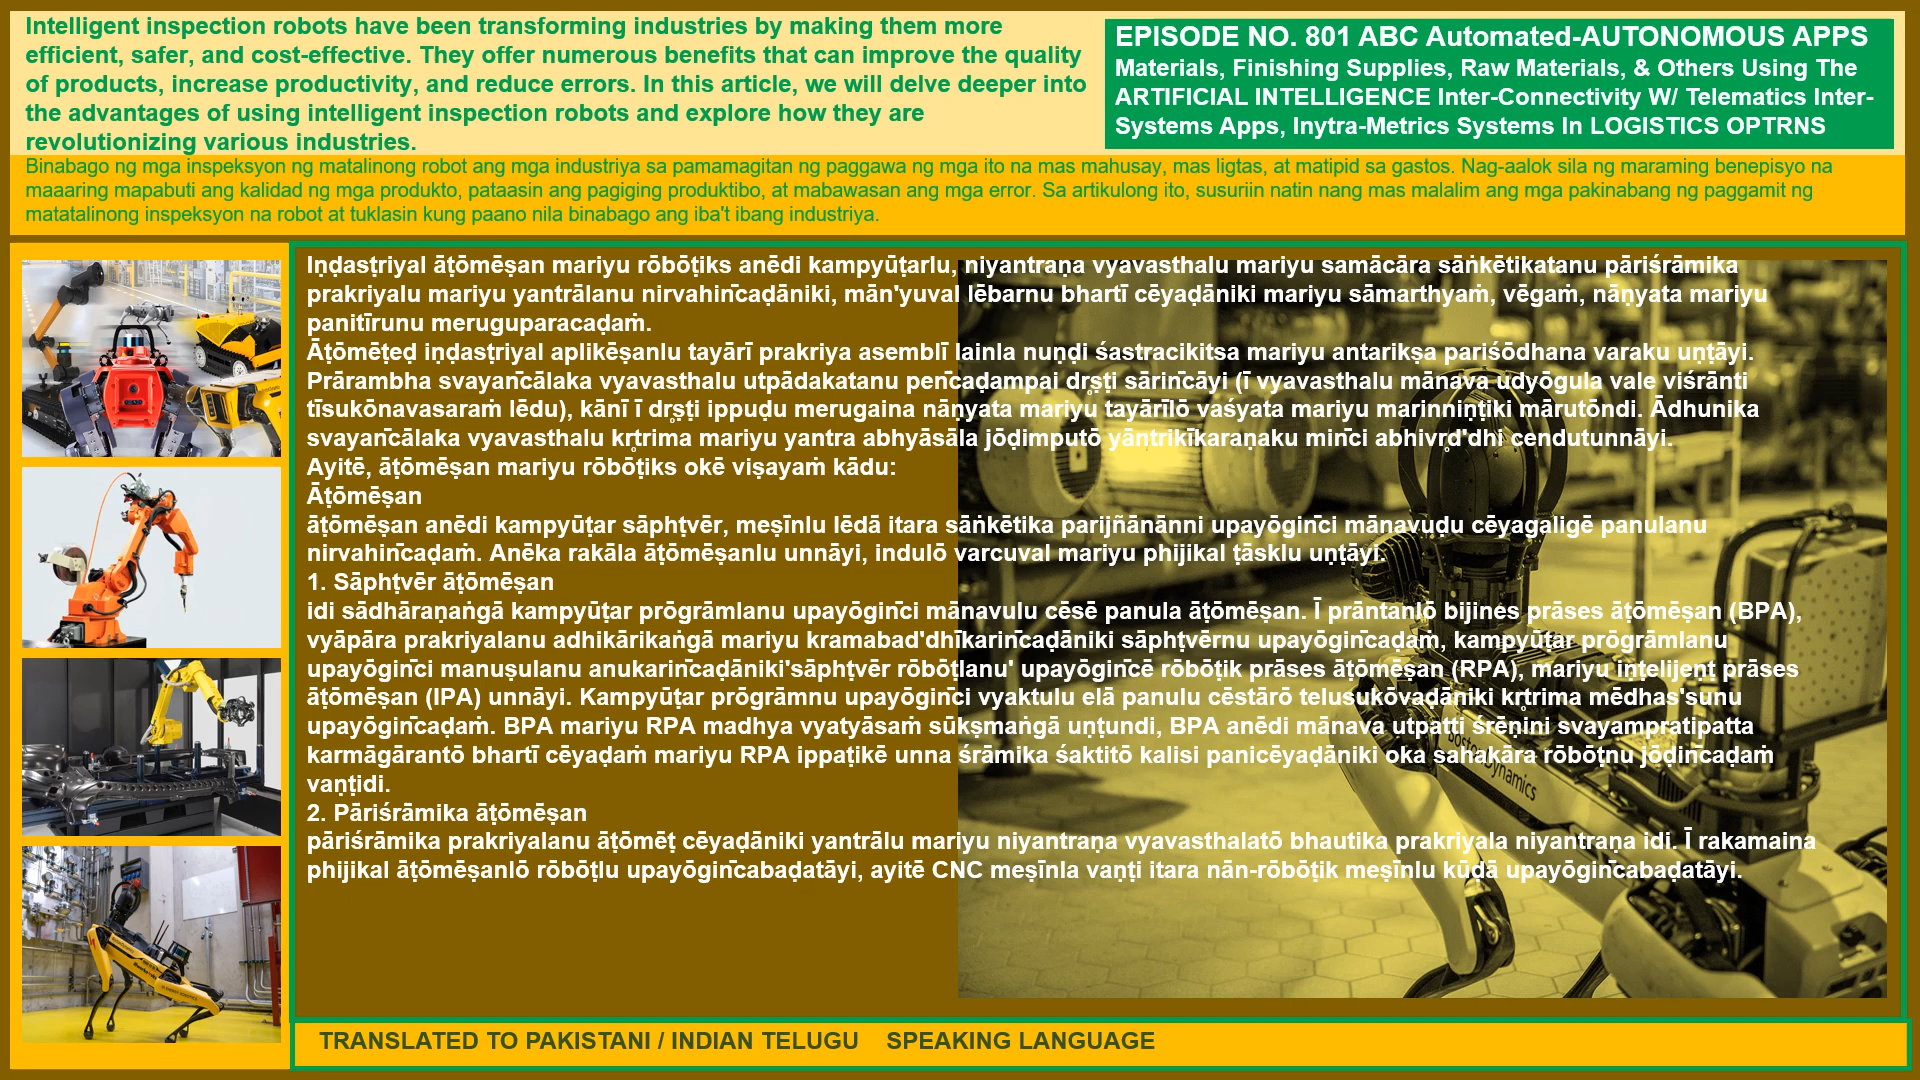 Intelligent inspection robots have been transforming industries by making them more
efficient, safer, and cost-effective. They offer numerous benefits that can improve the quality
of products, increase productivity, and reduce errors. In this article, we will delve deeper into
the advantages of using intelligent inspection robots and explore how they are
revolutionizing various industries.
EPISODE NO. 801 ABC Automated-AUTONOMOUS APPS
Materials, Finishing Supplies, Raw Materials, & Others Using The
ARTIFICIAL INTELLIGENCE Inter-Connectivity W/ Telematics Inter-
Systems Apps, Inytra-Metrics Systems In LOGISTICS OPTRNS
Binabago ng mga inspeksyon ng matalinong robot ang mga industriya sa pamamagitan ng paggawa ng mga ito na mas mahusay, mas ligtas, at matipid sa gastos. Nag-aalok sila ng maraming benepisyo na
maaaring mapabuti ang kalidad ng mga produkto, pataasin ang pagiging produktibo, at mabawasan ang mga error. Sa artikulong ito, susuriin natin nang mas malalim ang mga pakinabang ng paggamit ng
matatalinong inspeksyon na robot at tuklasin kung paano nila binabago ang iba't ibang industriya.
Iṇḍasṭriyal āṭōmēṣan mariyu rōbōṭiks anēdi kampyūṭarlu, niyantraṇa vyavasthalu mariyu samācāra sāṅkētikatanu pāriśrāmika
prakriyalu mariyu yantrālanu nirvahin̄caḍāniki, mān'yuval lēbarnu bhartī cēyaḍāniki mariyu sāmarthyaṁ, vēgaṁ, nāṇyata mariyu
panitīrunu meruguparacaḍaṁ.
Āṭōmēṭeḍ iṇḍasṭriyal aplikēṣanlu tayārī prakriya asemblī lainla nuṇḍi śastracikitsa mariyu antarikṣa pariśōdhana varaku uṇṭāyi.
Prārambha svayan̄cālaka vyavasthalu utpādakatanu pen̄caḍampai dr̥ṣṭi sārin̄cāyi (ī vyavasthalu mānava udyōgula vale viśrānti
tīsukōnavasaraṁ lēdu), kānī ī dr̥ṣṭi ippuḍu merugaina nāṇyata mariyu tayārīlō vaśyata mariyu marinniṇṭiki mārutōndi. Ādhunika
svayan̄cālaka vyavasthalu kr̥trima mariyu yantra abhyāsāla jōḍimputō yāntrikīkaraṇaku min̄ci abhivr̥d'dhi cendutunnāyi.
Ayitē, āṭōmēṣan mariyu rōbōṭiks okē viṣayaṁ kādu:
Āṭōmēṣan
āṭōmēṣan anēdi kampyūṭar sāphṭvēr, meṣīnlu lēdā itara sāṅkētika parijñānānni upayōgin̄ci mānavuḍu cēyagaligē panulanu
nirvahin̄caḍaṁ. Anēka rakāla āṭōmēṣanlu unnāyi, indulō varcuval mariyu phijikal ṭāsklu uṇṭāyi.
1. Sāphṭvēr āṭōmēṣan
idi sādhāraṇaṅgā kampyūṭar prōgrāmlanu upayōgin̄ci mānavulu cēsē panula āṭōmēṣan. Ī prāntanlō bijines prāses āṭōmēṣan (BPA),
vyāpāra prakriyalanu adhikārikaṅgā mariyu kramabad'dhīkarin̄caḍāniki sāphṭvērnu upayōgin̄caḍaṁ, kampyūṭar prōgrāmlanu
upayōgin̄ci manuṣulanu anukarin̄caḍāniki'sāphṭvēr rōbōṭlanu' upayōgin̄cē rōbōṭik prāses āṭōmēṣan (RPA), mariyu iṇṭelijeṇṭ prāses
āṭōmēṣan (IPA) unnāyi. Kampyūṭar prōgrāmnu upayōgin̄ci vyaktulu elā panulu cēstārō telusukōvaḍāniki kr̥trima mēdhas'sunu
upayōgin̄caḍaṁ. BPA mariyu RPA madhya vyatyāsaṁ sūkṣmaṅgā uṇṭundi, BPA anēdi mānava utpatti śrēṇini svayampratipatta
karmāgārantō bhartī cēyaḍaṁ mariyu RPA ippaṭikē unna śrāmika śaktitō kalisi panicēyaḍāniki oka sahakāra rōbōṭnu jōḍin̄caḍaṁ
vaṇṭidi.
2. Pāriśrāmika āṭōmēṣan
pāriśrāmika prakriyalanu āṭōmēṭ cēyaḍāniki yantrālu mariyu niyantraṇa vyavasthalatō bhautika prakriyala niyantraṇa idi. Ī rakamaina
phijikal āṭōmēṣanlō rōbōṭlu upayōgin̄cabaḍatāyi, ayitē CNC meṣīnla vaṇṭi itara nān-rōbōṭik meṣīnlu kūḍā upayōgin̄cabaḍatāyi.
BostonDynamics
TRANSLATED TO PAKISTANI / INDIAN TELUGU SPEAKING LANGUAGE